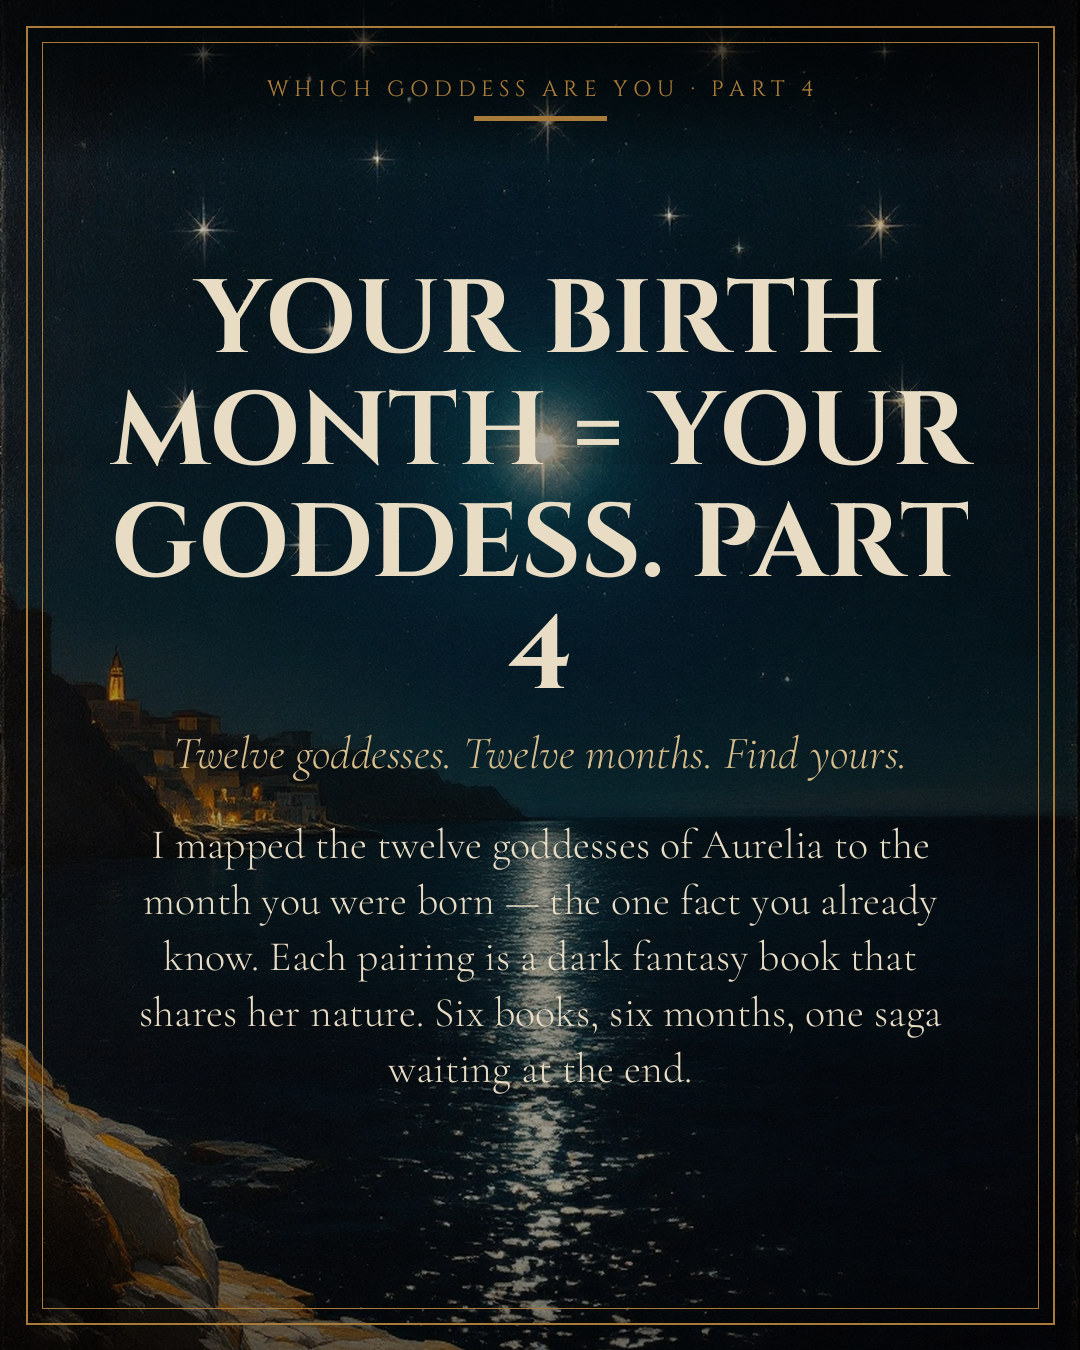 WHICH GODDESS ARE YOU · PART 4
YOUR BIRTH
MONTH = YOUR
GODDESS. PART
4
Twelve goddesses. Twelve months. Find yours.
I mapped the twelve goddesses of Aurelia to the
month you were born — the one fact you already
know. Each pairing is a dark fantasy book that
shares her nature. Six books, six months, one saga
waiting at the end.